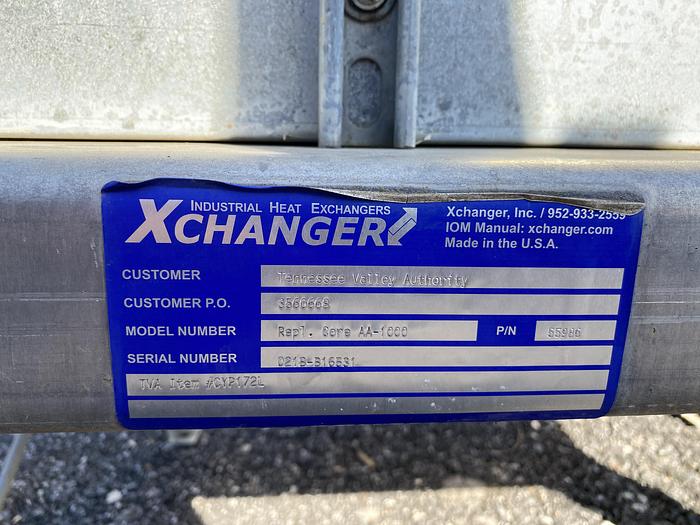 INDUSTRIAL HEAT EXCHANGERS
XCHANGER
Xchanger, Inc. / 952-933-2559
IOM Manual: xchanger.com
Made in the U.S.A.
CUSTOMER Tennessee Valley Authority
CUSTOMER P.O. 3560668
MODEL NUMBER Repl. Core AA-1000 P/N 55986
SERIAL NUMBER 021B-B16531
TVA Item #CYP172L